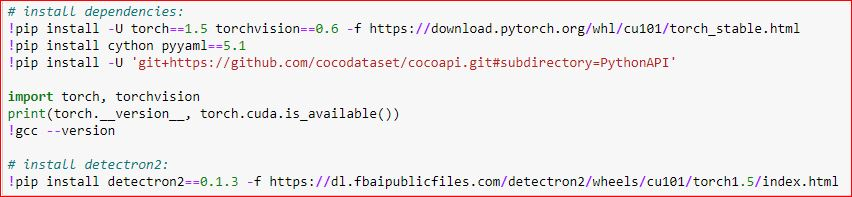 # install dependencies:
!pip install -U torch==1.5 torchvision==0.6 -f https://download.pytorch.org/whl/cu101/torch_stable.html
!pip install cython pyyaml==5.1
!pip install -U 'git+https://github.com/cocodataset/cocoapi.git#subdirectory=PythonAPI'
import torch, torchvision
print(torch.__version__, torch.cuda.is_available())
!gcc --version
# install detectron2:
!pip install detectron2==0.1.3 -f https://dl.fbaipublicfiles.com/detectron2/wheels/cu101/torch1.5/index.html